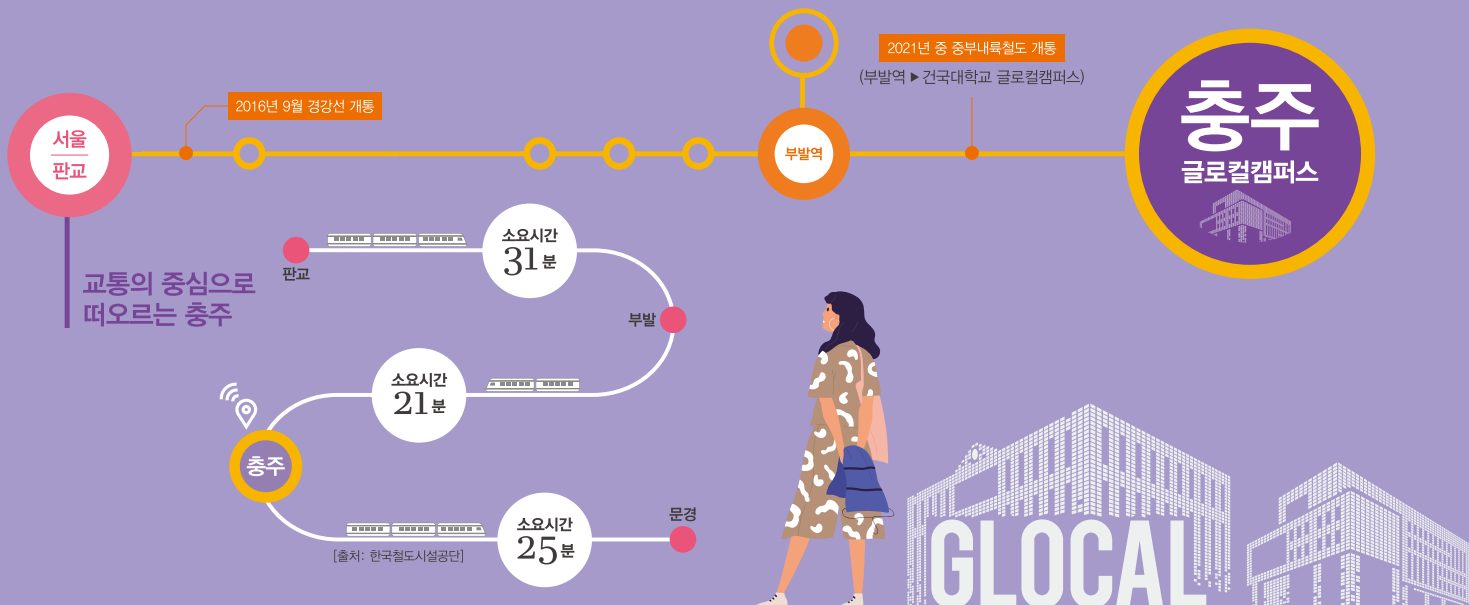 2021년 중 중부내륙철도 개통
(부발역 ▶ 건국대학교 글로컬캠퍼스)
2016년 9월 경강선 개통
서울
판교
부발역
충주
글로컬캠퍼스
교통의 중심으로
떠오르는 충주
판교
소요시간
31분
부발
소요시간
21분
충주
소요시간
25분
문경
[출처: 한국철도시설공단]
GLOCAL